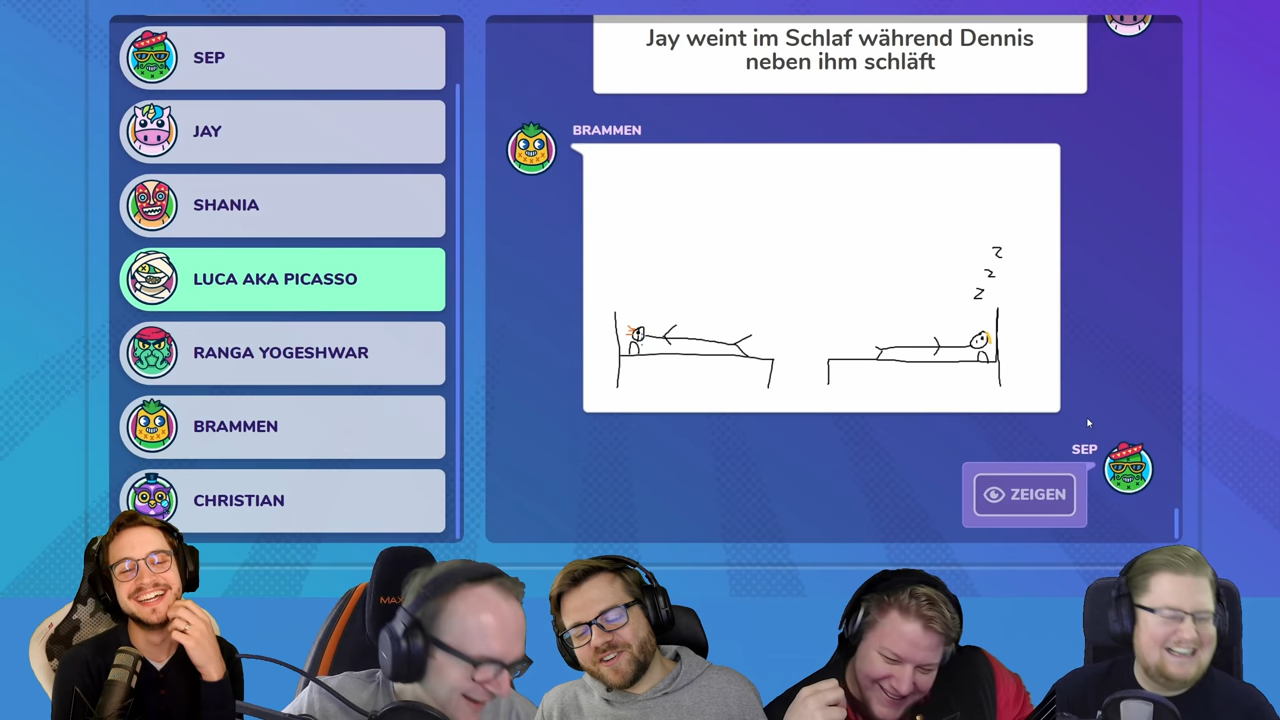 SEP
JAY
SHANIA
LUCA AKA PICASSO
RANGA YOGESHWAR
BRAMMEN
CHRISTIAN
Jay weint im Schlaf während Dennis
neben ihm schläft
BRAMMEN
z
z
z
SEP
ZEIGEN
MAX